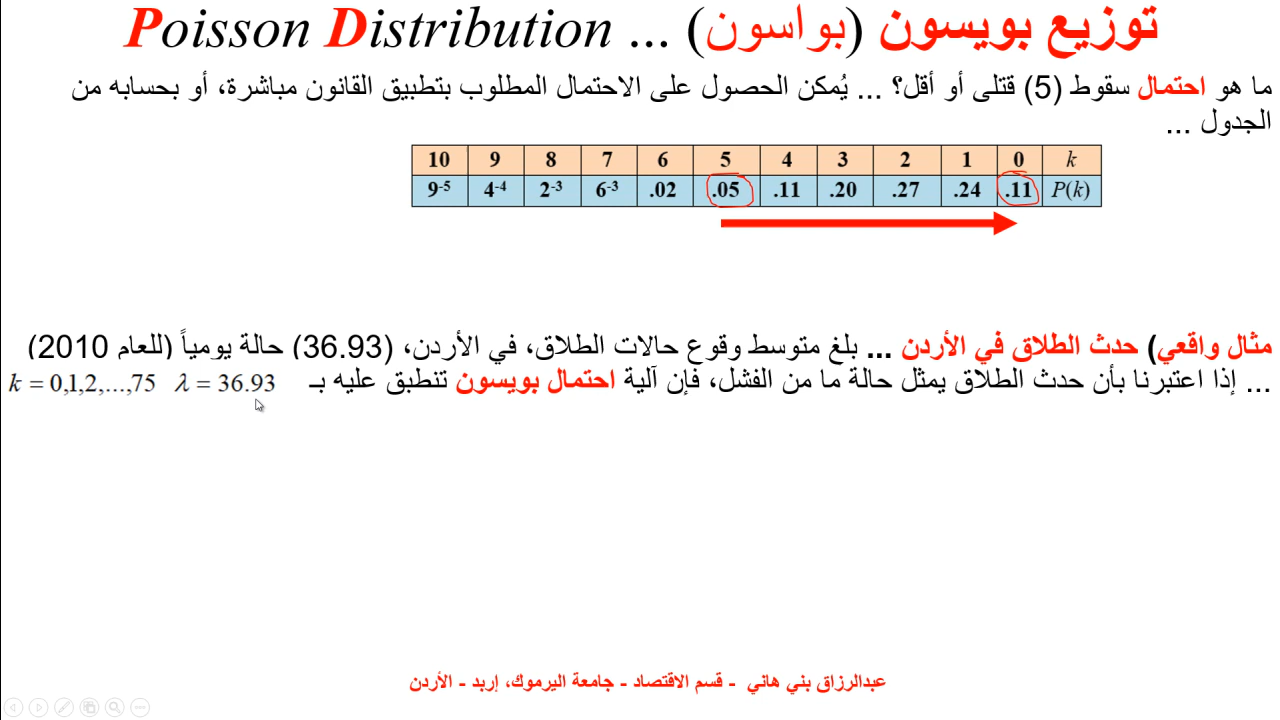 توزيع بويسون (بواسون) ... Poisson Distribution
ما هو احتمال سقوط (5) قتلى أو أقل؟ ... يُمكن الحصول على الاحتمال المطلوب بتطبيق القانون مباشرة، أو بحسابه من
الجدول ...
10 9 8 7 6 5 4 3 2 1 0 k
9⁻⁵ 4⁻⁴ 2⁻³ 6⁻³ .02 .05 .11 .20 .27 .24 .11 P(k)
مثال واقعي) حدث الطلاق في الأردن ... بلغ متوسط وقوع حالات الطلاق، في الأردن، (36.93) حالة يومياً (للعام 2010)
... إذا اعتبرنا بأن حدث الطلاق يمثل حالة ما من الفشل، فإن آلية احتمال بويسون تنطبق عليه بـ k = 0,1,2,...,75 λ = 36.93
عبدالرزاق بني هاني - قسم الاقتصاد - جامعة اليرموك، إربد - الأردن